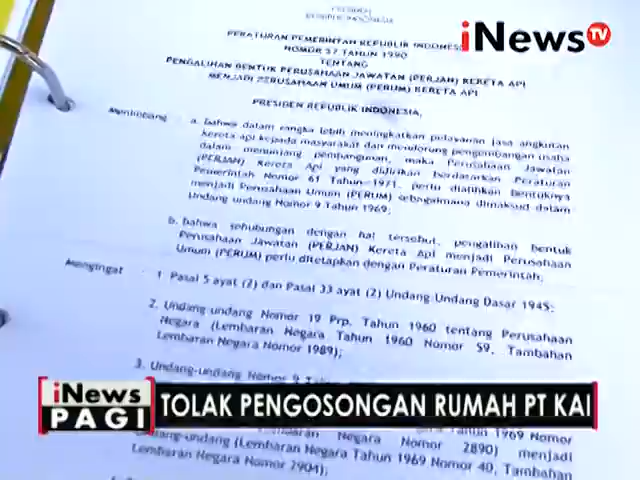 PRESIDEN
REPUBLIK INDONESIA
PERATURAN PEMERINTAH REPUBLIK INDONESIA
iNews TV
NOMOR 57 TAHUN 1990
TENTANG
PENGALIHAN BENTUK PERUSAHAAN JAWATAN (PERJAN) KERETA API
MENJADI PERUSAHAAN UMUM (PERUM) KERETA API
PRESIDEN REPUBLIK INDONESIA,
Menimbang : a. bahwa dalam rangka lebih meningkatkan pelayanan jasa angkutan
kereta api kepada masyarakat dan mendorong pengembangan usaha
dalam menunjang pembangunan, maka Perusahaan Jawatan
(PERJAN) Kereta Api yang didirikan berdasarkan Peraturan
Pemerintah Nomor 61 Tahun 1971, perlu dialihkan bentuknya
menjadi Perusahaan Umum (PERUM) sebagaimana dimaksud dalam
Undang undang Nomor 9 Tahun 1969;
b. bahwa sehubungan dengan hal tersebut, pengalihan bentuk
Perusahaan Jawatan (PERJAN) Kereta Api menjadi Perusahaan
Umum (PERUM) perlu ditetapkan dengan Peraturan Pemerintah;
Mengingat : 1. Pasal 5 ayat (2) dan Pasal 33 ayat (2) Undang-Undang Dasar 1945;
2. Undang-undang Nomor 19 Prp. Tahun 1960 tentang Perusahaan
Negara (Lembaran Negara Tahun 1960 Nomor 59, Tambahan
Lembaran Negara Nomor 1989);
3. Undang-undang Nomor 9
iNews
PAGI
TOLAK PENGOSONGAN RUMAH PT KAI
Tahun 1969 Nomor
Negara Nomor 2890) menjadi
Undang-undang (Lembaran Negara Tahun 1969 Nomor 40, Tambahan
Lembaran Negara Nomor 2904);